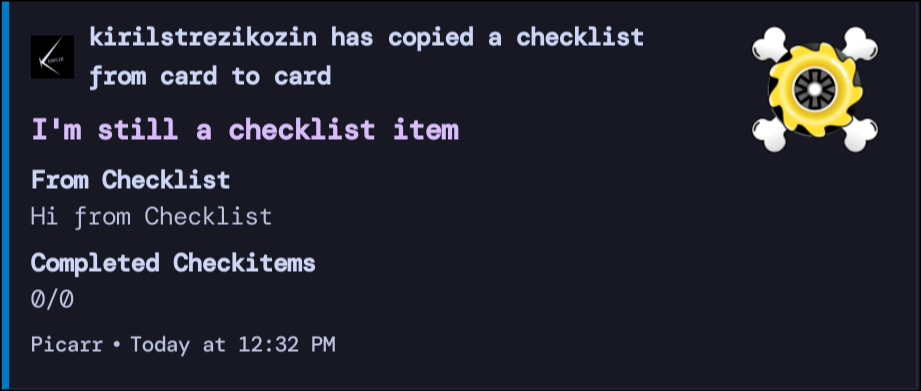 kirilstrezikozin has copied a checklist
from card to card
I'm still a checklist item
From Checklist
Hi from Checklist
Completed Checkitems
0/0
Picarr • Today at 12:32 PM